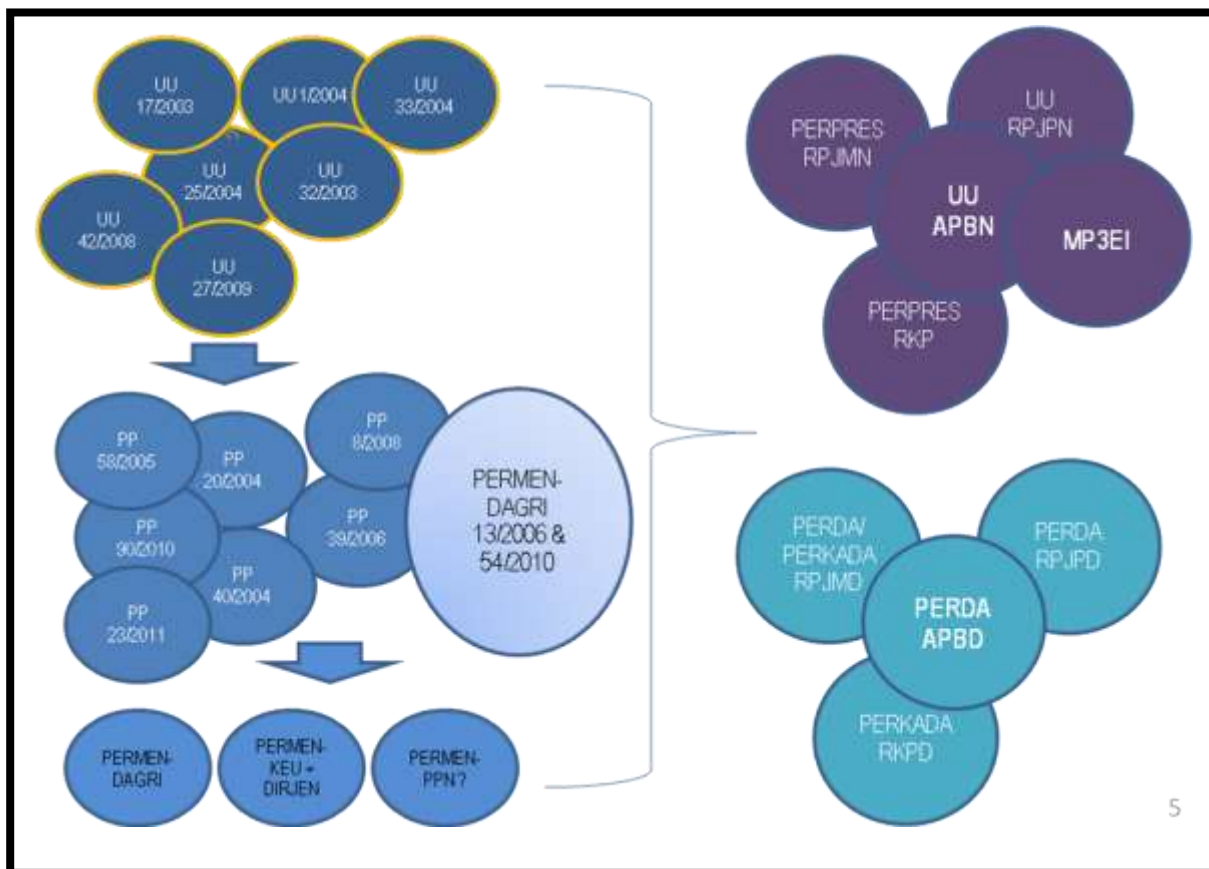 UU
17/2003
UU 1/2004
UU
33/2004
UU
25/2004
UU
32/2003
UU
42/2008
UU
27/2009
PP
58/2005
PP
20/2004
PP
8/2008
PP
90/2010
PP
39/2006
PP
40/2004
PP
23/2011
PERMEN-
DAGRI
13/2006 &
54/2010
PERMEN-
DAGRI
PERMEN-
KEU +
DIRJEN
PERMEN-
PPN?
PERPRES
RPJMN
UU
RPJPN
UU
APBN
MP3EI
PERPRES
RKP
PERDA/
PERKADA
RPJMD
PERDA
RPJPD
PERDA
APBD
PERKADA
RKPD
5